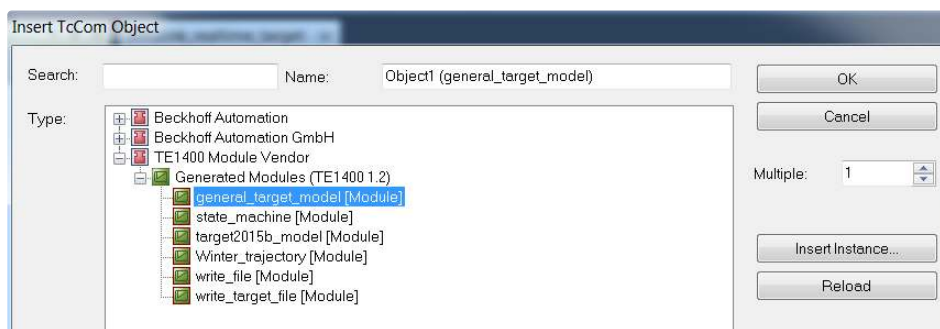 Insert TcCom Object
Search:
Name:
Object1 (general_target_model)
OK
Type:
Beckhoff Automation
Beckhoff Automation GmbH
TE1400 Module Vendor
Generated Modules (TE1400 1.2)
general_target_model [Module]
state_machine [Module]
target2015b_model [Module]
Winter_trajectory [Module]
write_file [Module]
write_target_file [Module]
Cancel
Multiple:
1
Insert Instance...
Reload